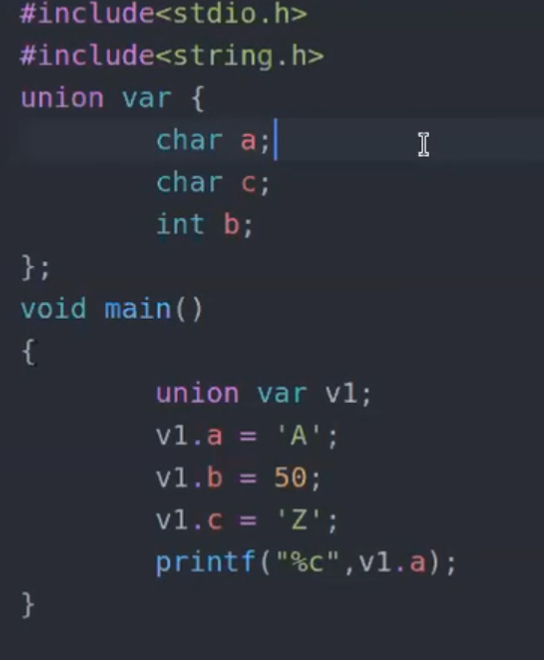 #include<stdio.h>
#include<string.h>
union var {
        char a;
        char c;
        int b;
};
void main()
{
        union var v1;
        v1.a = 'A';
        v1.b = 50;
        v1.c = 'Z';
        printf("%c",v1.a);
}